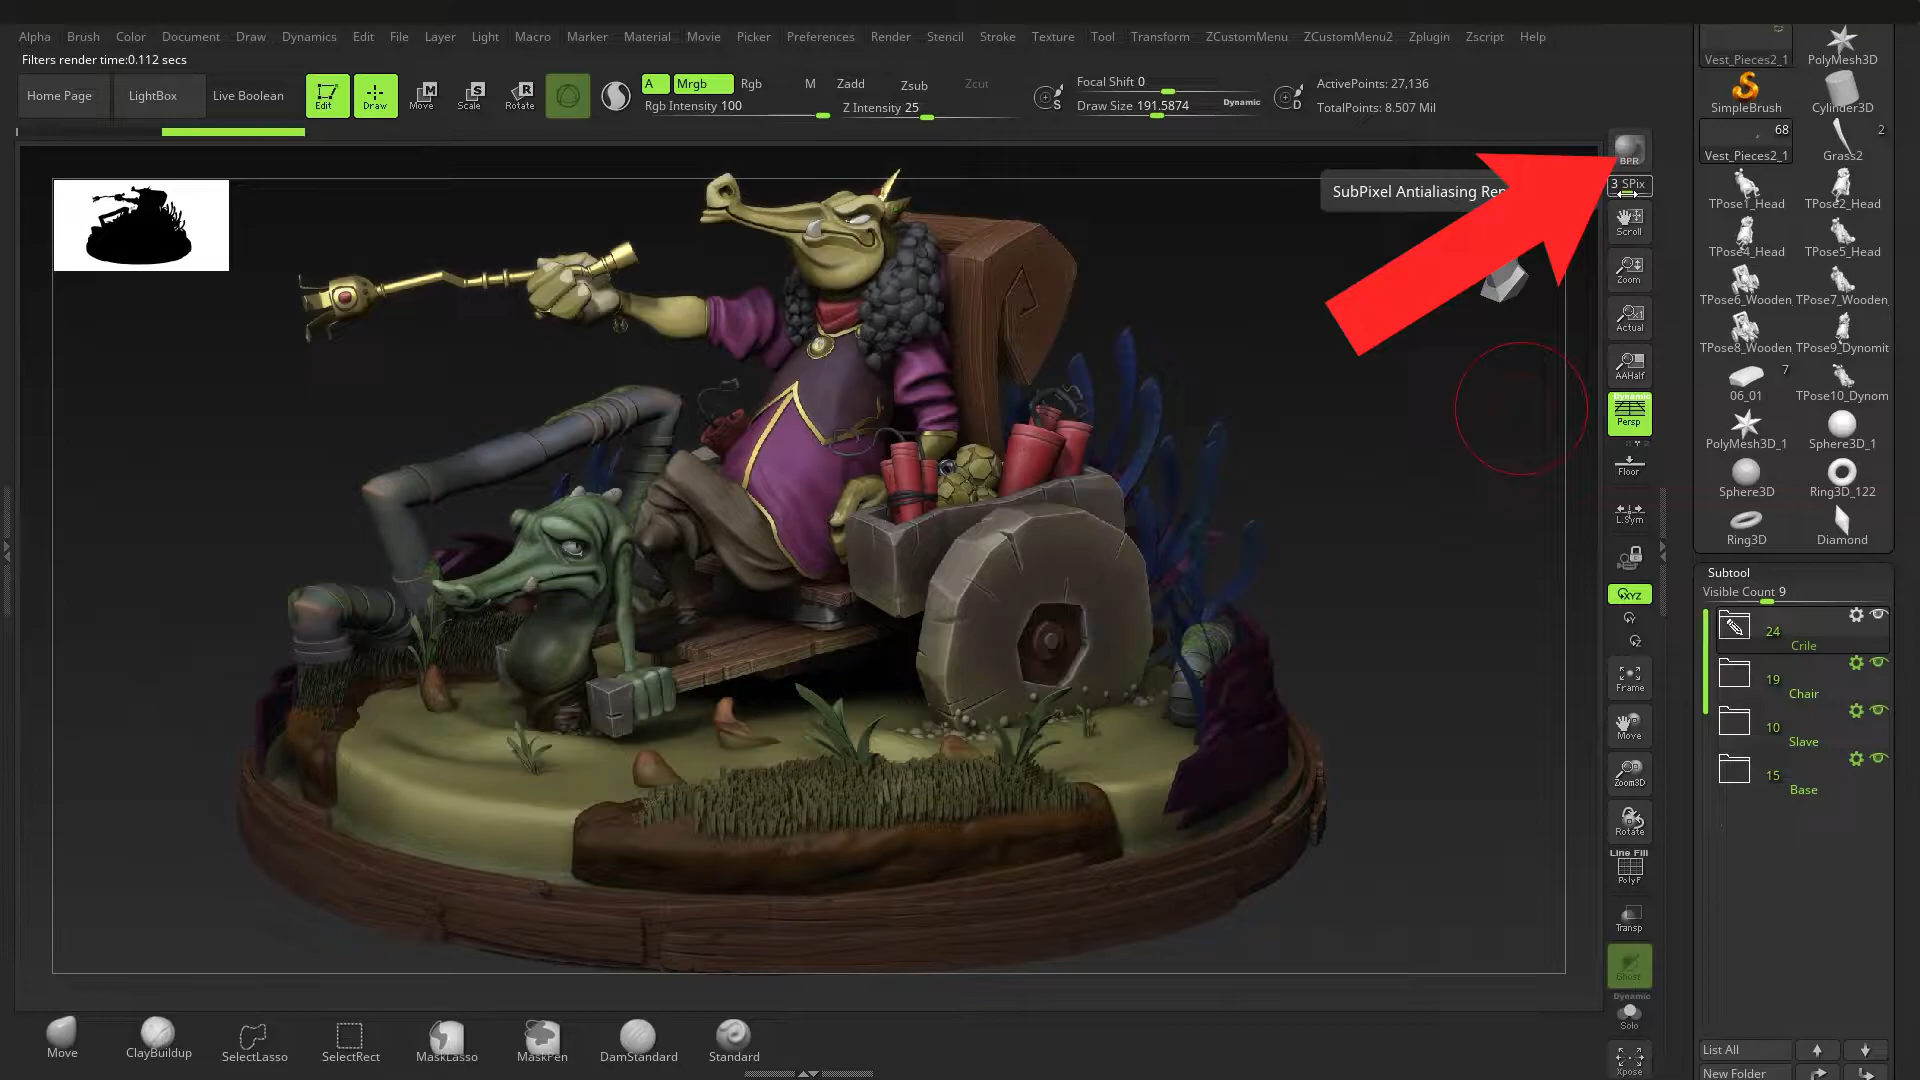 Alpha Brush Color Document Draw Dynamics Edit File Layer Light Macro Marker Material Movie Picker Preferences Render Stencil Stroke Texture Tool Transform ZCustomMenu ZCustomMenu2 Zplugin Zscript Help
Filters render time:0.112 secs
Home Page LightBox Live Boolean Edit Draw Move Scale Rotate
M S R
A Mrgb Rgb M Zadd Zsub Zcut
Rgb Intensity 100 Z Intensity 25
Focal Shift 0
Draw Size 191.5874 Dynamic
S D
ActivePoints: 27,136
TotalPoints: 8.507 Mil
SubPixel Antialiasing Ren
BPR
3 SPix
Scroll
Zoom
Actual
AAHalf
Dynamic
Persp
Floor
L.Sym
XYZ
Y
Z
Frame
Move
Zoom3D
Rotate
Line Fill
PolyF
Transp
Ghost
Dynamic
Solo
Xpose
Vest_Pieces2_1 PolyMesh3D
SimpleBrush Cylinder3D
68 2
Vest_Pieces2_1 Grass2
TPose1_Head TPose2_Head
TPose4_Head TPose5_Head
TPose6_Wooden TPose7_Wooden
TPose8_Wooden TPose9_Dynomit
7
06_01 TPose10_Dynom
PolyMesh3D_1 Sphere3D_1
Sphere3D Ring3D_122
Ring3D Diamond
Subtool
Visible Count 9
24
Crile
19
Chair
10
Slave
15
Base
List All
New Folder
Move ClayBuildup SelectLasso SelectRect MaskLasso MaskPen DamStandard Standard